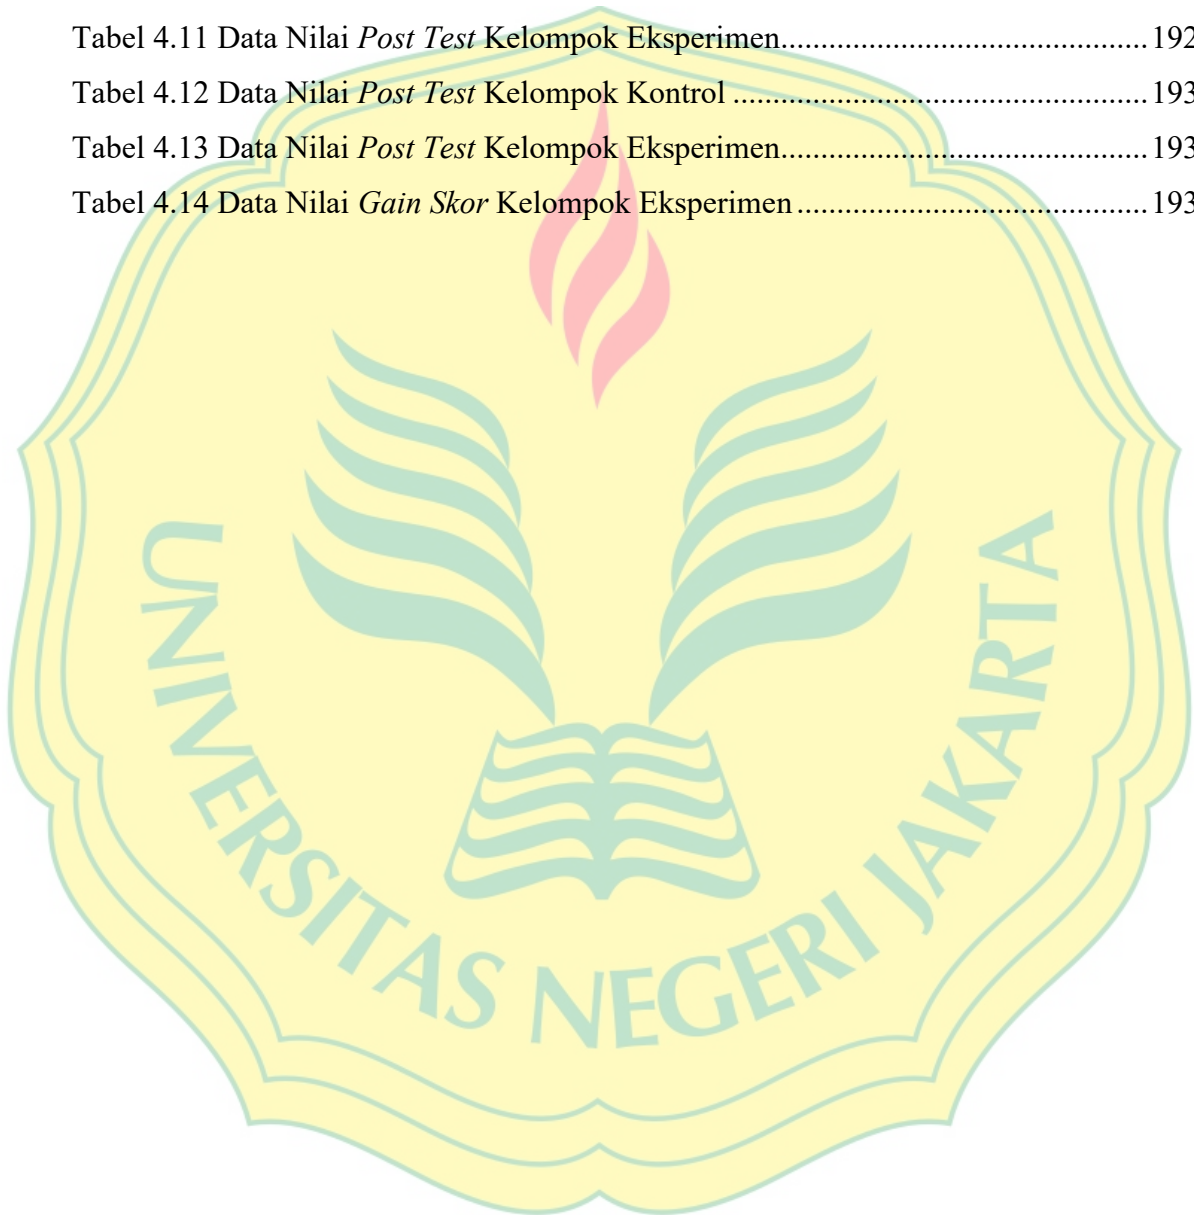 Tabel 4.11 Data Nilai Post Test Kelompok Eksperimen............................................192
Tabel 4.12 Data Nilai Post Test Kelompok Kontrol ..................................................193
Tabel 4.13 Data Nilai Post Test Kelompok Eksperimen............................................193
Tabel 4.14 Data Nilai Gain Skor Kelompok Eksperimen ..........................................193
UNIVERSITAS NEGERI JAKARTA